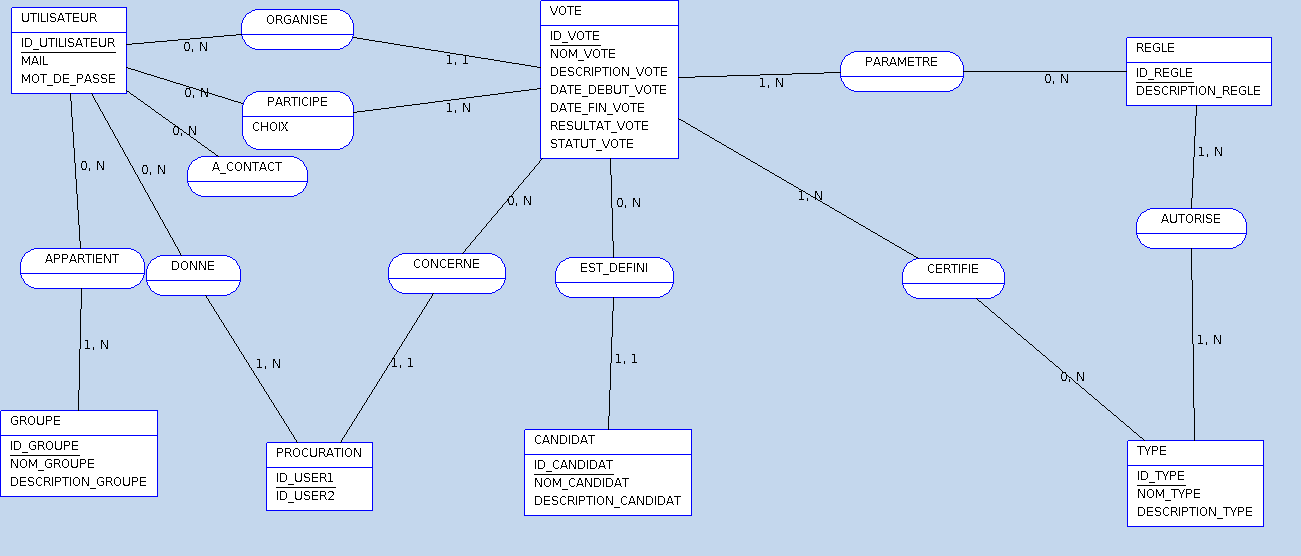 UTILISATEUR
ID_UTILISATEUR
MAIL
MOT_DE_PASSE
ORGANISE
0, N
1, 1
PARTICIPE
CHOIX
0, N
1, N
A_CONTACT
0, N
VOTE
ID_VOTE
NOM_VOTE
DESCRIPTION_VOTE
DATE_DEBUT_VOTE
DATE_FIN_VOTE
RESULTAT_VOTE
STATUT_VOTE
PARAMETRE
1, N
0, N
REGLE
ID_REGLE
DESCRIPTION_REGLE
0, N
APPARTIENT
1, N
0, N
DONNE
1, N
0, N
CONCERNE
1, 1
0, N
EST_DEFINI
1, 1
1, N
CERTIFIE
0, N
1, N
AUTORISE
1, N
GROUPE
ID_GROUPE
NOM_GROUPE
DESCRIPTION_GROUPE
PROCURATION
ID_USER1
ID_USER2
CANDIDAT
ID_CANDIDAT
NOM_CANDIDAT
DESCRIPTION_CANDIDAT
TYPE
ID_TYPE
NOM_TYPE
DESCRIPTION_TYPE